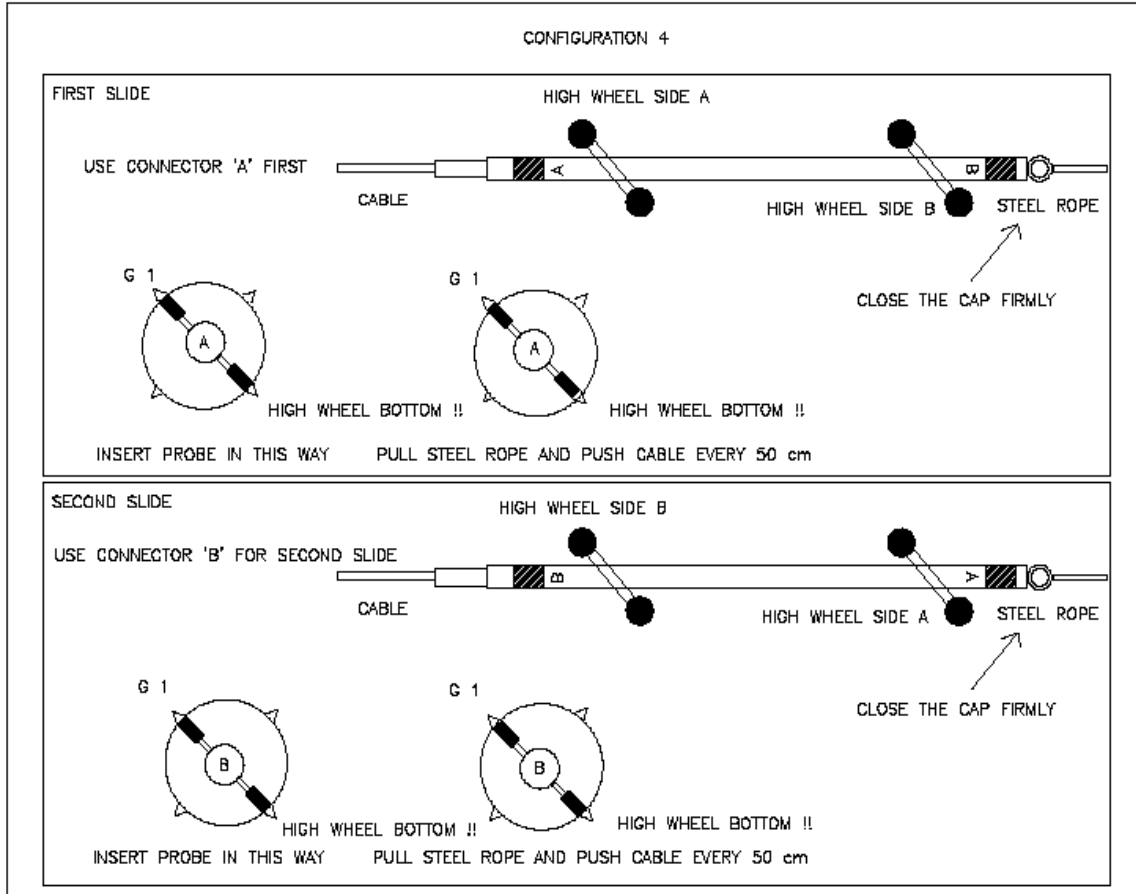 CONFIGURATION 4
FIRST SLIDE
HIGH WHEEL SIDE A
USE CONNECTOR 'A' FIRST
A
B
CABLE
HIGH WHEEL SIDE B
STEEL ROPE
G 1
G 1
CLOSE THE CAP FIRMLY
A
A
HIGH WHEEL BOTTOM !!
HIGH WHEEL BOTTOM !!
INSERT PROBE IN THIS WAY
PULL STEEL ROPE AND PUSH CABLE EVERY 50 cm
SECOND SLIDE
HIGH WHEEL SIDE B
USE CONNECTOR 'B' FOR SECOND SLIDE
B
A
CABLE
HIGH WHEEL SIDE A
STEEL ROPE
G 1
G 1
CLOSE THE CAP FIRMLY
B
B
HIGH WHEEL BOTTOM !!
HIGH WHEEL BOTTOM !!
INSERT PROBE IN THIS WAY
PULL STEEL ROPE AND PUSH CABLE EVERY 50 cm